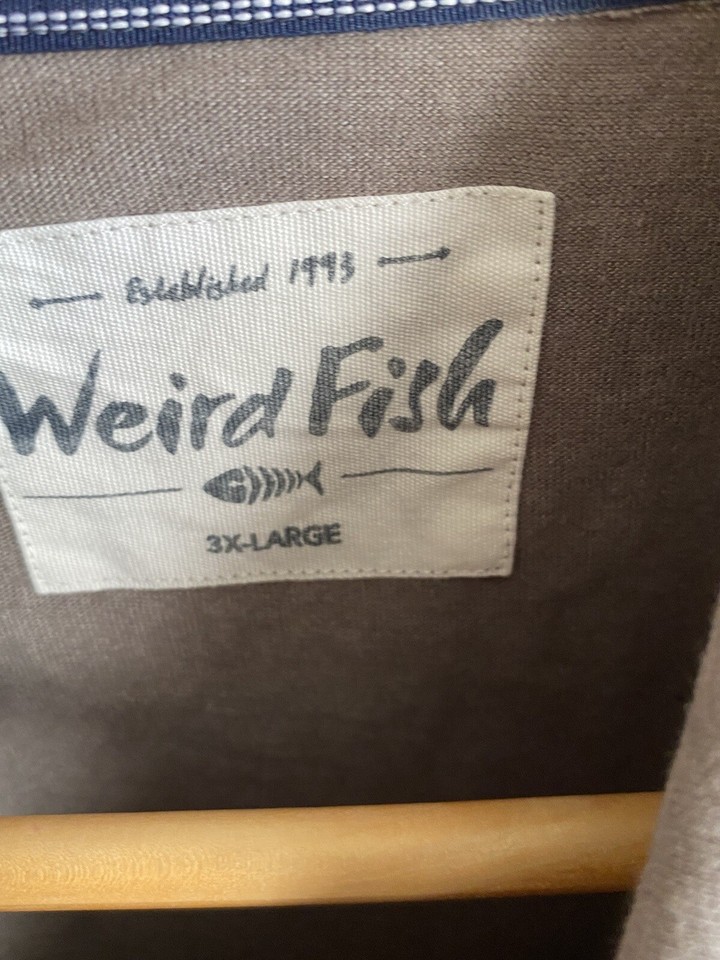 Established 1993
Weird Fish
3X-LARGE